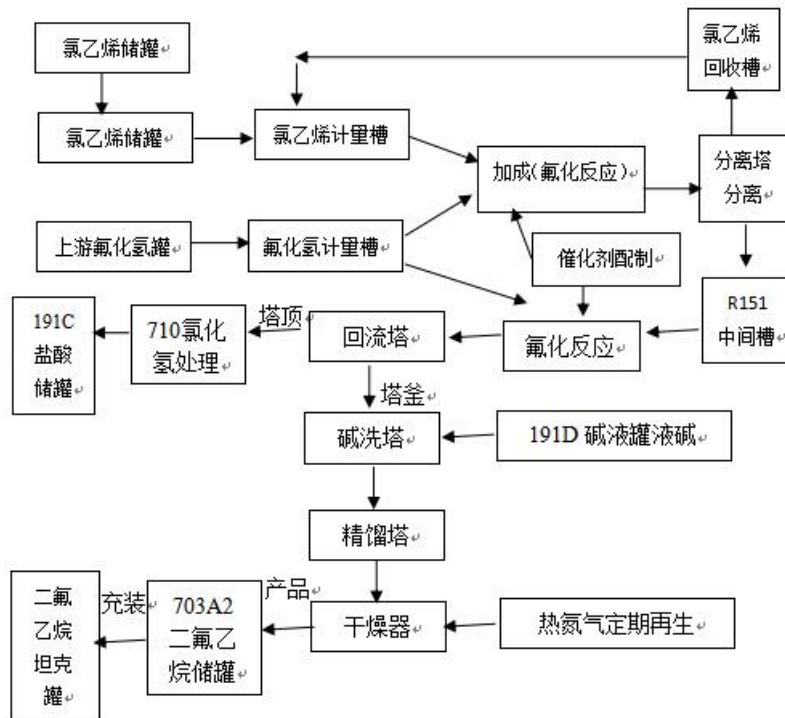 氯乙烯储罐
氯乙烯
回收槽
氯乙烯储罐
氯乙烯计量槽
加成(氟化反应)
分离塔
分离
上游氟化氢罐
氟化氢计量槽
催化剂配制
191C
盐酸
储罐
710氯化
氢处理
塔顶
回流塔
氟化反应
R151
中间槽
塔釜
碱洗塔
191D 碱液罐液碱
精馏塔
二氟
乙烷
坦克
罐
充装
703A2
二氟乙
烷储罐
产品
干燥器
热氮气定期再生